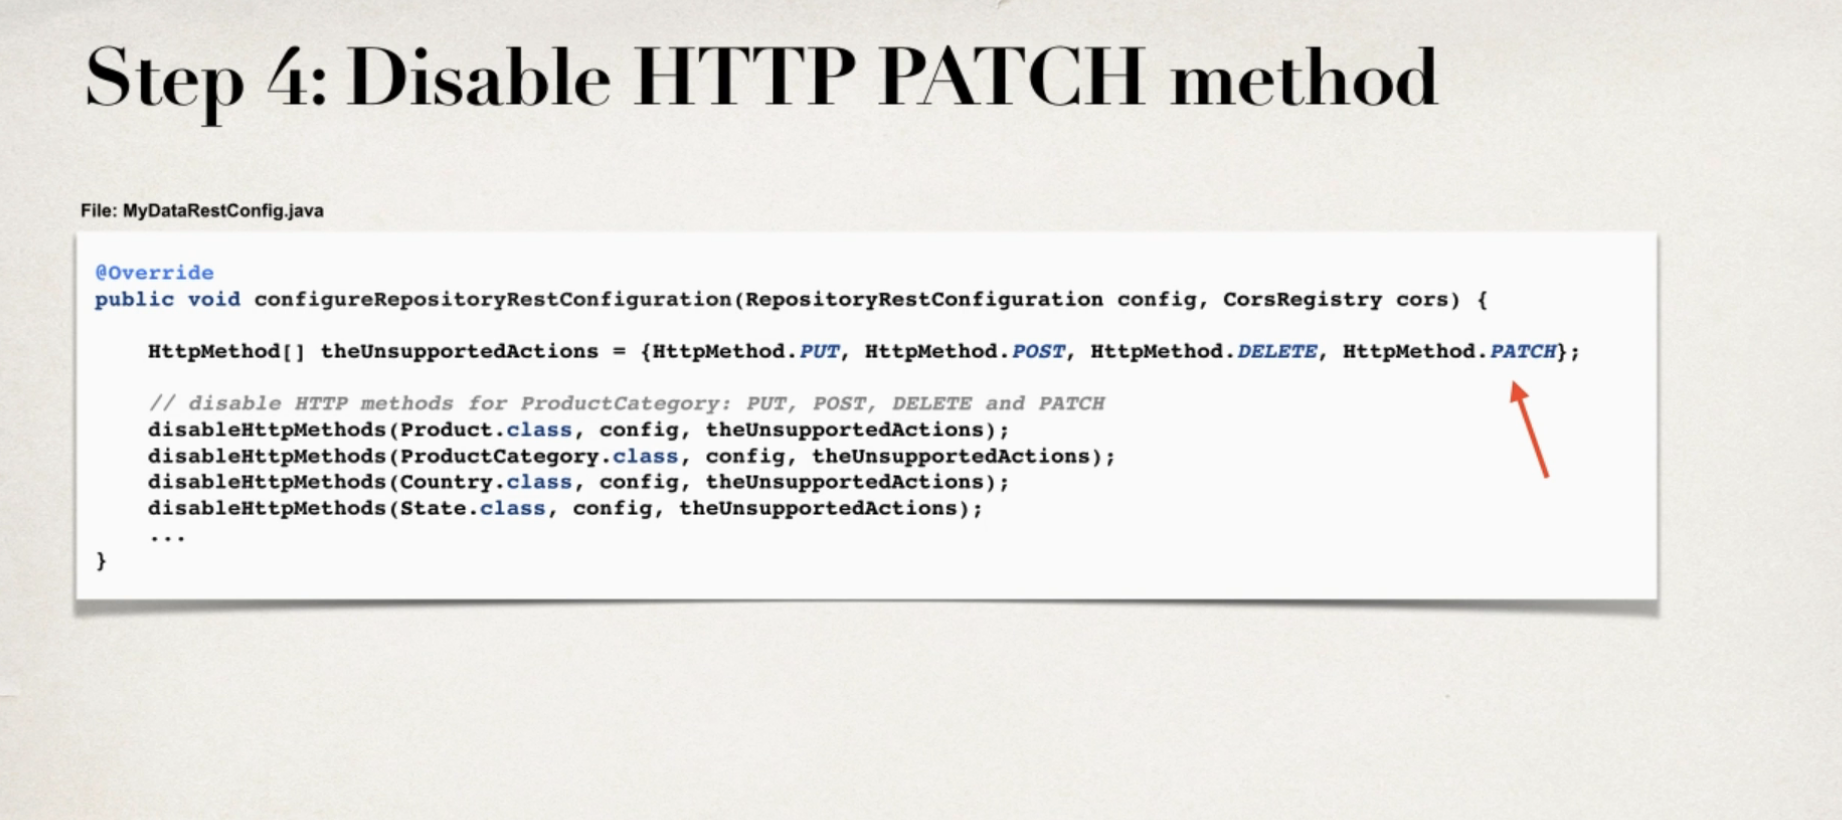 Step 4: Disable HTTP PATCH method
File: MyDataRestConfig.java
@Override
public void configureRepositoryRestConfiguration(RepositoryRestConfiguration config, CorsRegistry cors) {
HttpMethod[] theUnsupportedActions = {HttpMethod.PUT, HttpMethod.POST, HttpMethod.DELETE, HttpMethod.PATCH};
// disable HTTP methods for ProductCategory: PUT, POST, DELETE and PATCH
disableHttpMethods(Product.class, config, theUnsupportedActions);
disableHttpMethods(ProductCategory.class, config, theUnsupportedActions);
disableHttpMethods(Country.class, config, theUnsupportedActions);
disableHttpMethods(State.class, config, theUnsupportedActions);
...
}